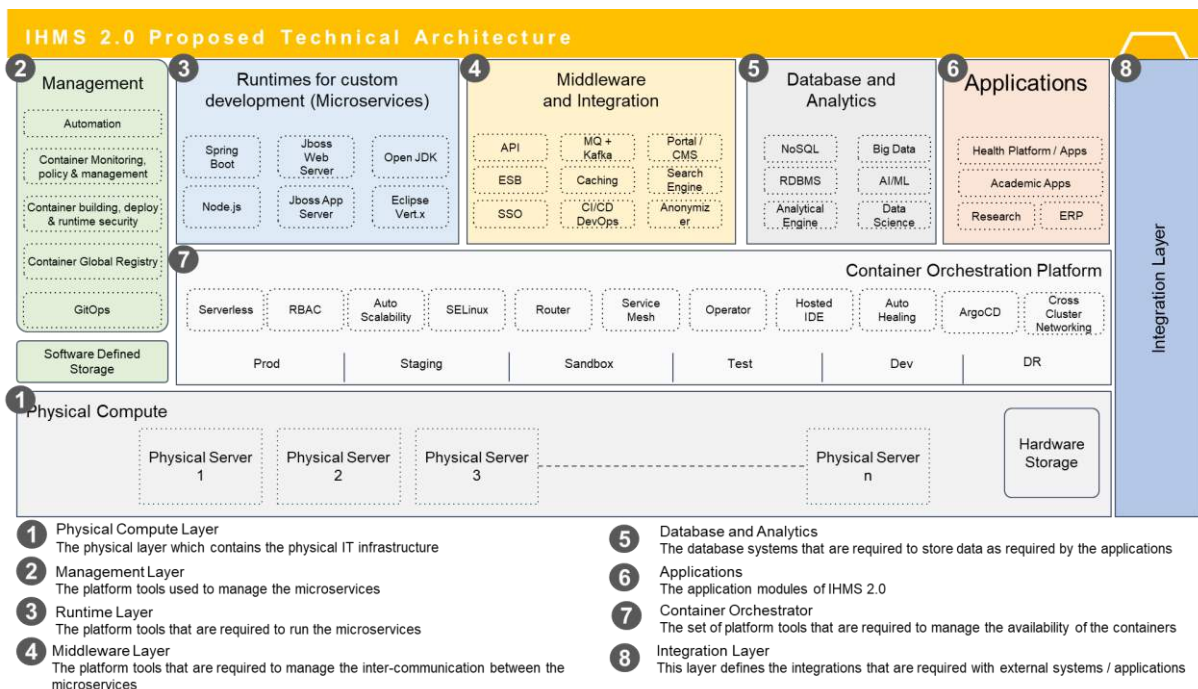 IHMS 2.0 Proposed Technical Architecture
2
Management
Automation
Container Monitoring,
policy & management
Container building, deploy
& runtime security
Container Global Registry
GitOps
Software Defined
Storage
3
Runtimes for custom
development (Microservices)
Spring
Boot
Jboss
Web
Server
Open JDK
Node.js
Jboss App
Server
Eclipse
Vert.x
4
Middleware
and Integration
API
MQ +
Kafka
Portal /
CMS
ESB
Caching
Search
Engine
SSO
CI/CD
DevOps
Anonymiz
er
5
Database and
Analytics
NoSQL
Big Data
RDBMS
AI/ML
Analytical
Engine
Data
Science
6
Applications
Health Platform / Apps
Academic Apps
Research
ERP
8
Integration Layer
7
Container Orchestration Platform
Serverless
RBAC
Auto
Scalability
SELinux
Router
Service
Mesh
Operator
Hosted
IDE
Auto
Healing
ArgoCD
Cross
Cluster
Networking
Prod
Staging
Sandbox
Test
Dev
DR
1
Physical Compute
Physical Server
1
Physical Server
2
Physical Server
3
Physical Server
n
Hardware
Storage
1
Physical Compute Layer
The physical layer which contains the physical IT infrastructure
2
Management Layer
The platform tools used to manage the microservices
3
Runtime Layer
The platform tools that are required to run the microservices
4
Middleware Layer
The platform tools that are required to manage the inter-communication between the
microservices
5
Database and Analytics
The database systems that are required to store data as required by the applications
6
Applications
The application modules of IHMS 2.0
7
Container Orchestrator
The set of platform tools that are required to manage the availability of the containers
8
Integration Layer
This layer defines the integrations that are required with external systems / applications